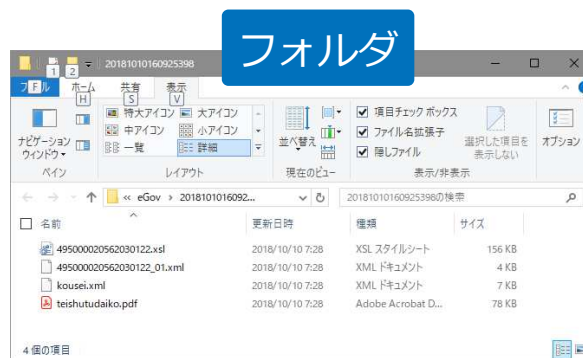 フォルダ
1 2 20181010160925398
ファイル F ホーム H 共有 S 表示 V
ナビゲーション ウィンドウ
特大アイコン 大アイコン
中アイコン 小アイコン
一覧 詳細
並べ替え
項目チェック ボックス
ファイル名拡張子
隠しファイル
選択した項目を
表示しない
オプション
ペイン レイアウト 現在のビュー 表示/非表示
« eGov › 2018101016092... 20181010160925398の検索
名前 更新日時 種類 サイズ
495000020562030122.xsl 2018/10/10 7:28 XSL スタイルシート 156 KB
495000020562030122_01.xml 2018/10/10 7:28 XML ドキュメント 4 KB
kousei.xml 2018/10/10 7:28 XML ドキュメント 7 KB
teishutudaiko.pdf 2018/10/10 7:28 Adobe Acrobat D... 78 KB
4 個の項目